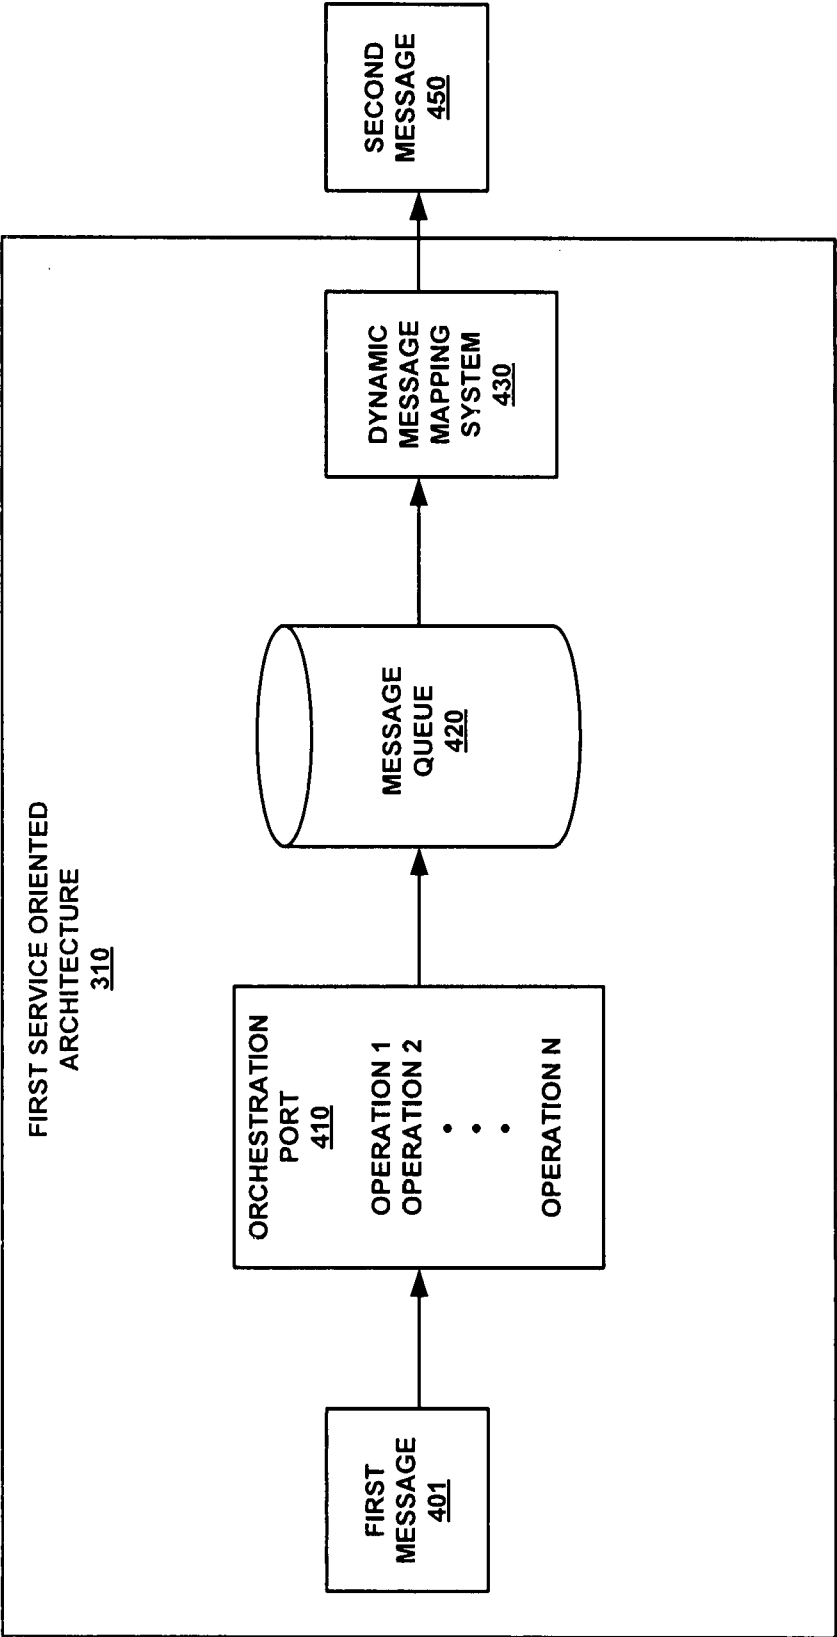 FIRST SERVICE ORIENTED
ARCHITECTURE
310
FIRST
MESSAGE
401
ORCHESTRATION
PORT
410
OPERATION 1
OPERATION 2
OPERATION N
MESSAGE
QUEUE
420
DYNAMIC
MESSAGE
MAPPING
SYSTEM
430
SECOND
MESSAGE
450